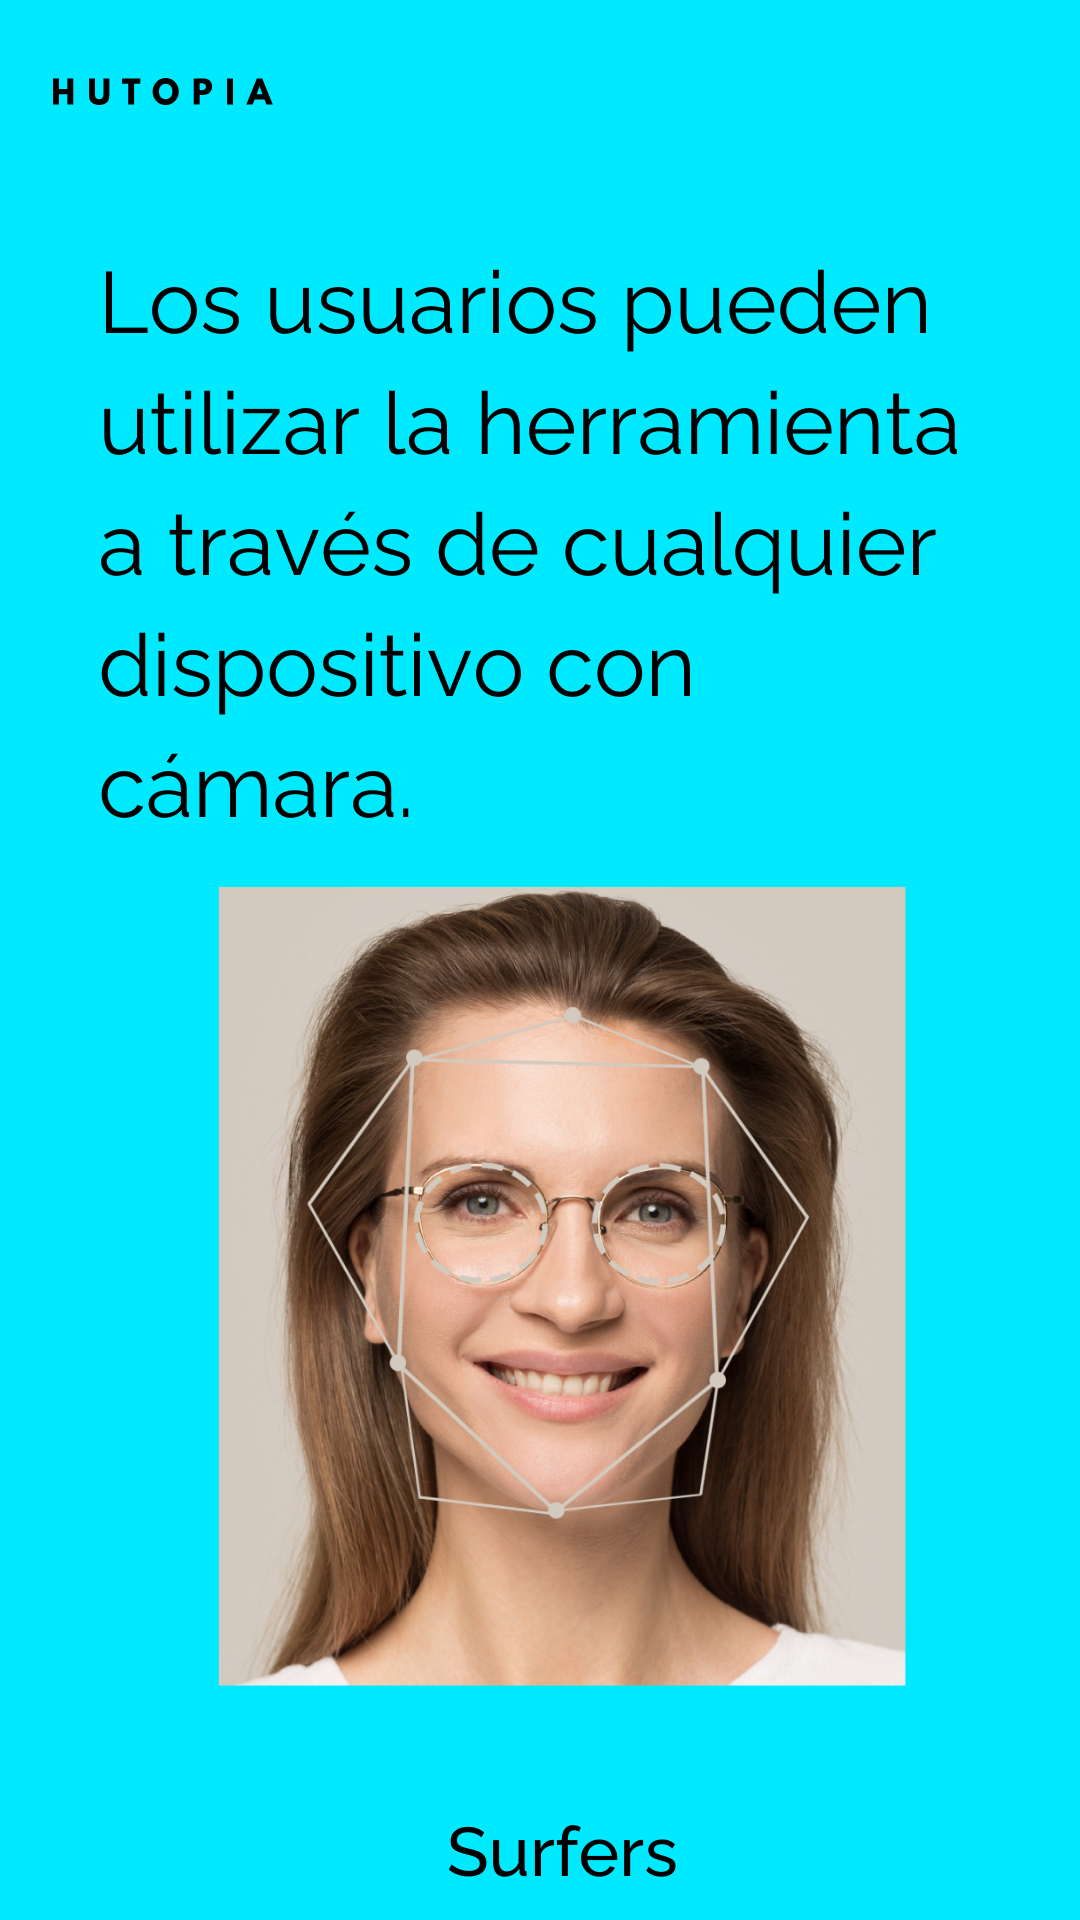 HUTOPIA
Los usuarios pueden
utilizar la herramienta
a través de cualquier
dispositivo con
cámara.
Surfers